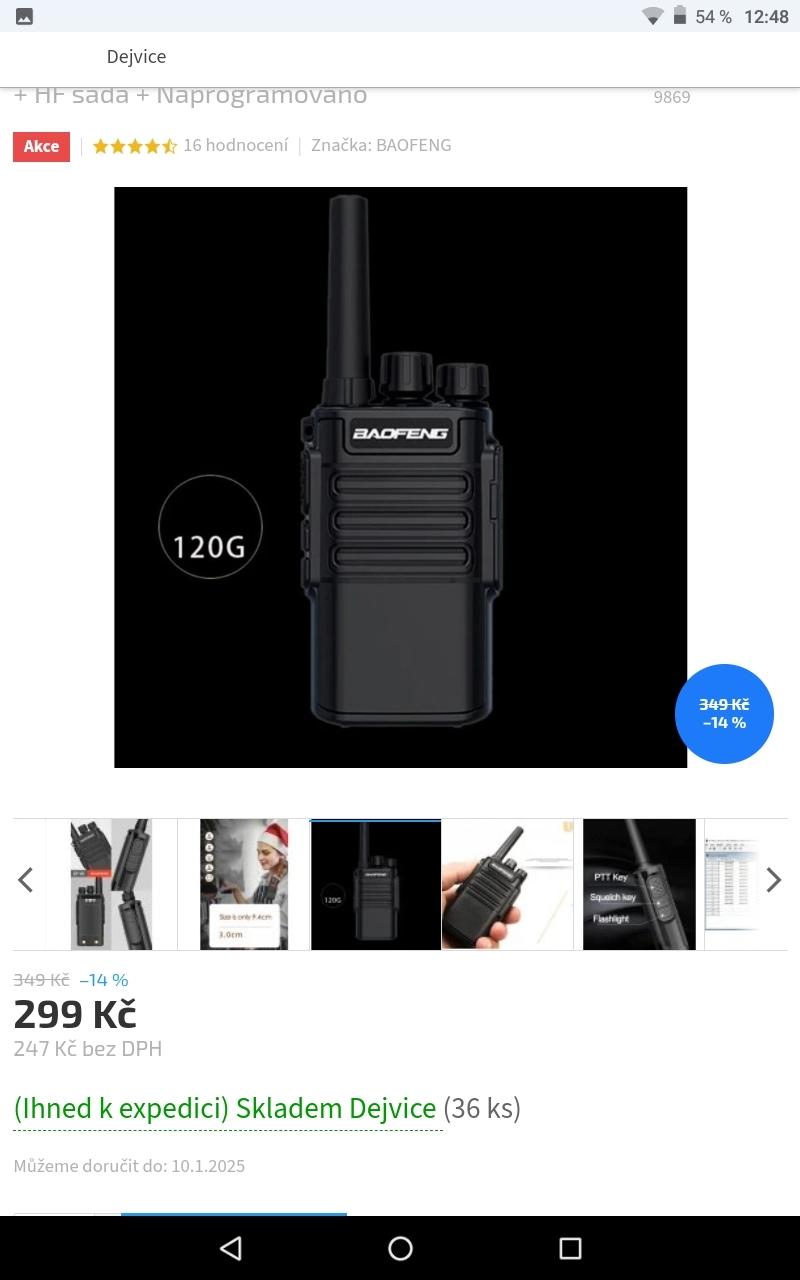 54 % 12:48
Dejvice
+ HF sada + Naprogramováno
9869
Akce
16 hodnocení
Značka: BAOFENG
BAOFENG
120G
349 Kč
–14 %
Size is only 9.4cm
3.0cm
120G
PTT Key
Squelch key
Flashlight
349 Kč –14 %
299 Kč
247 Kč bez DPH
(Ihned k expedici) Skladem Dejvice (36 ks)
Můžeme doručit do: 10.1.2025